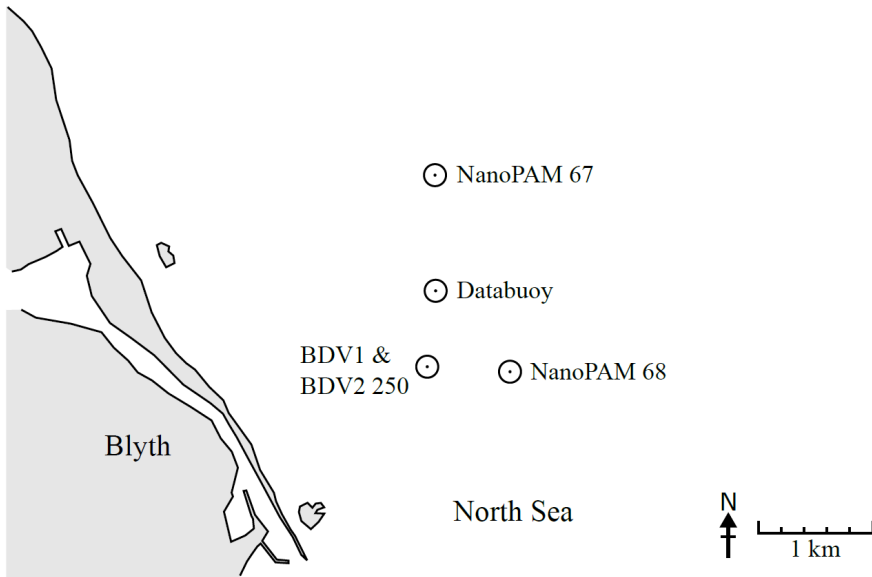 NanoPAM 67
Databuoy
BDV1 &
BDV2 250
NanoPAM 68
Blyth
North Sea
N
1 km